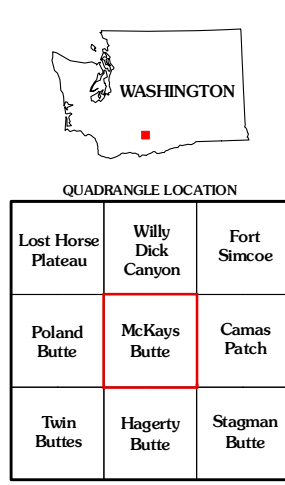 WASHINGTON
QUADRANGLE LOCATION
Lost Horse
Plateau
Willy
Dick
Canyon
Fort
Simcoe
Poland
Butte
McKays
Butte
Camas
Patch
Twin
Buttes
Hagerty
Butte
Stagman
Butte